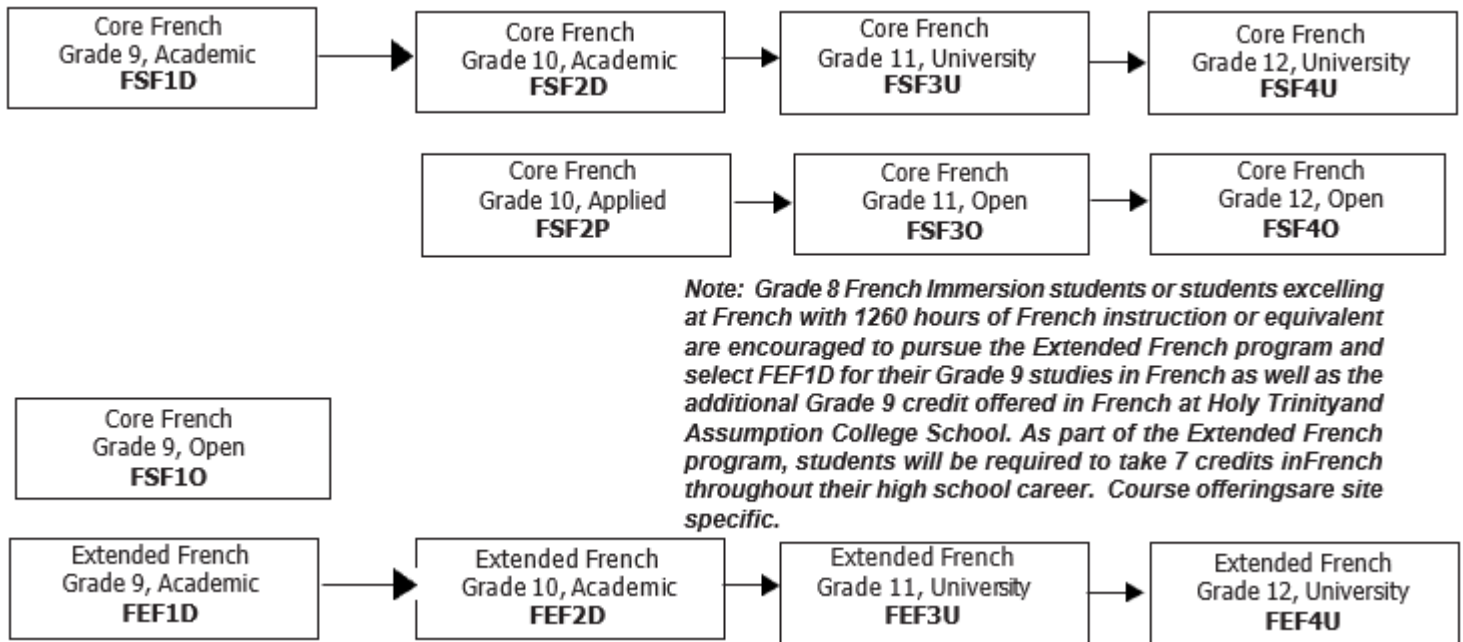 Core French
Grade 9, Academic
FSF1D
Core French
Grade 10, Academic
FSF2D
Core French
Grade 11, University
FSF3U
Core French
Grade 12, University
FSF4U
Core French
Grade 10, Applied
FSF2P
Core French
Grade 11, Open
FSF3O
Core French
Grade 12, Open
FSF4O
Note: Grade 8 French Immersion students or students excelling
at French with 1260 hours of French instruction or equivalent
are encouraged to pursue the Extended French program and
select FEF1D for their Grade 9 studies in French as well as the
additional Grade 9 credit offered in French at Holy Trinityand
Assumption College School. As part of the Extended French
program, students will be required to take 7 credits inFrench
throughout their high school career. Course offeringsare site
specific.
Core French
Grade 9, Open
FSF1O
Extended French
Grade 9, Academic
FEF1D
Extended French
Grade 10, Academic
FEF2D
Extended French
Grade 11, University
FEF3U
Extended French
Grade 12, University
FEF4U